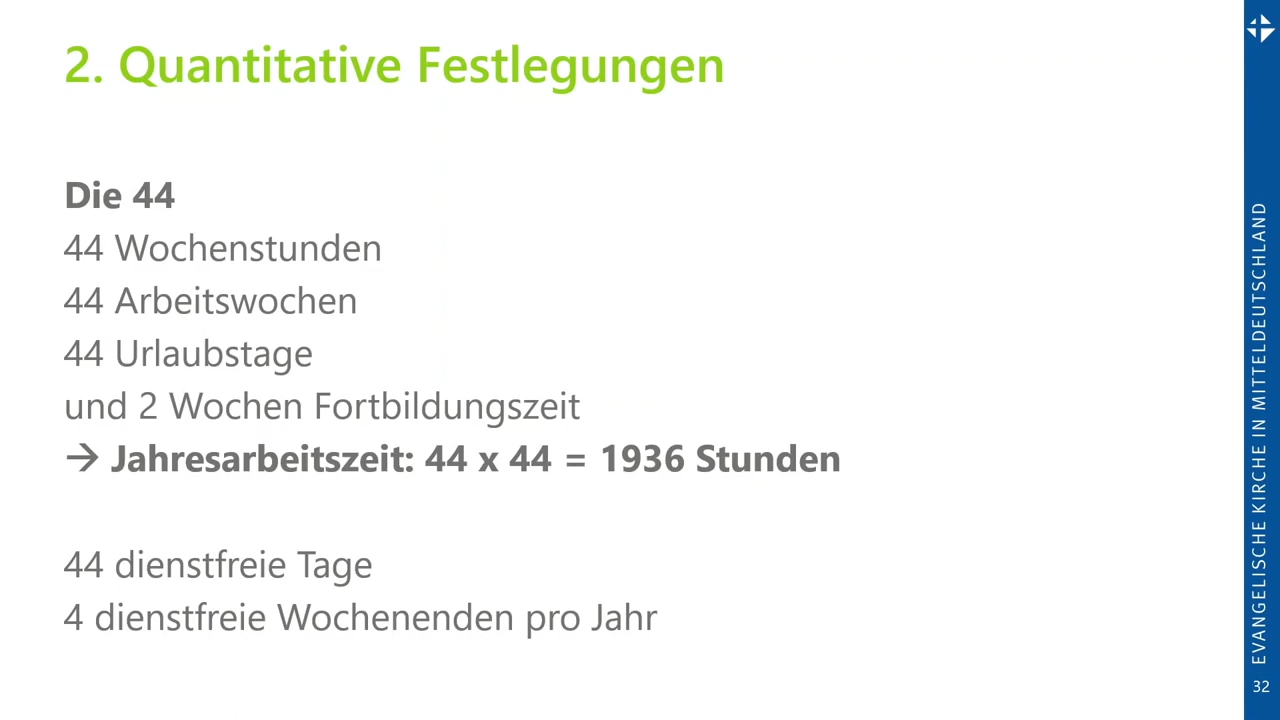 2. Quantitative Festlegungen
Die 44
44 Wochenstunden
44 Arbeitswochen
44 Urlaubstage
und 2 Wochen Fortbildungszeit
→ Jahresarbeitszeit: 44 x 44 = 1936 Stunden
44 dienstfreie Tage
4 dienstfreie Wochenenden pro Jahr
EVANGELISCHE KIRCHE IN MITTELDEUTSCHLAND
32